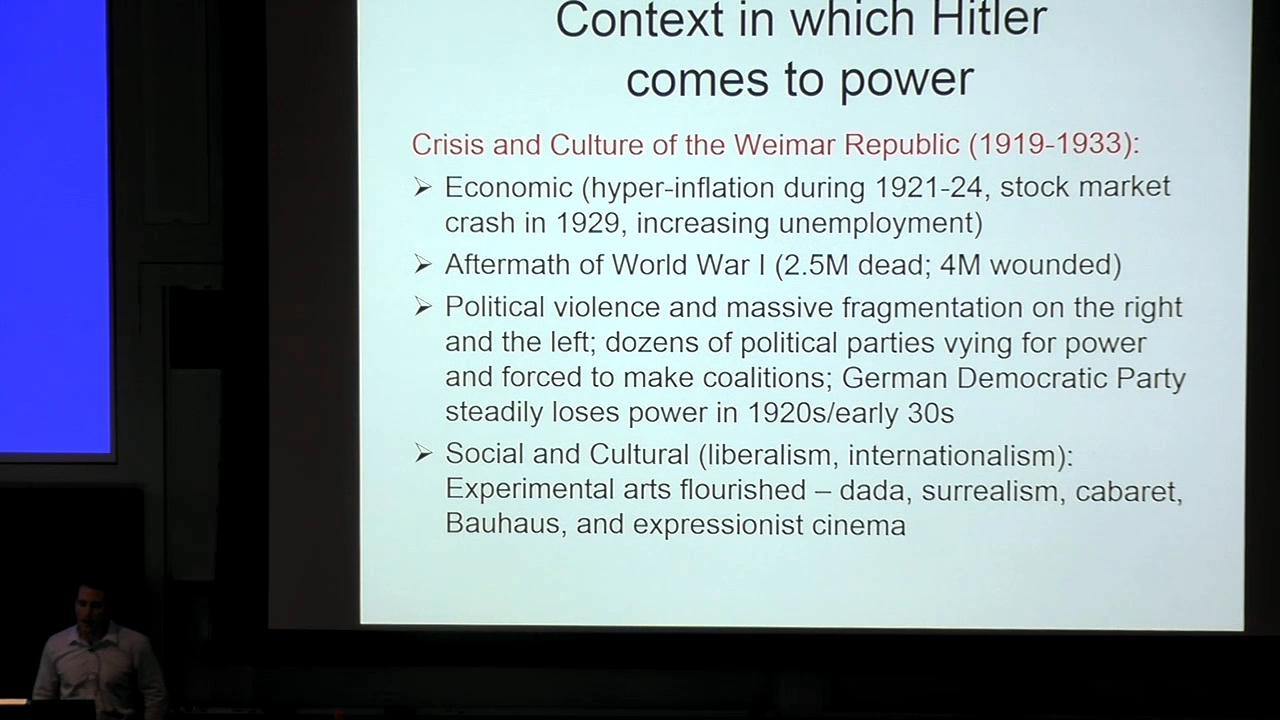 Context in which Hitler
comes to power
Crisis and Culture of the Weimar Republic (1919-1933):
➢ Economic (hyper-inflation during 1921-24, stock market
crash in 1929, increasing unemployment)
➢ Aftermath of World War I (2.5M dead; 4M wounded)
➢ Political violence and massive fragmentation on the right
and the left; dozens of political parties vying for power
and forced to make coalitions; German Democratic Party
steadily loses power in 1920s/early 30s
➢ Social and Cultural (liberalism, internationalism):
Experimental arts flourished – dada, surrealism, cabaret,
Bauhaus, and expressionist cinema